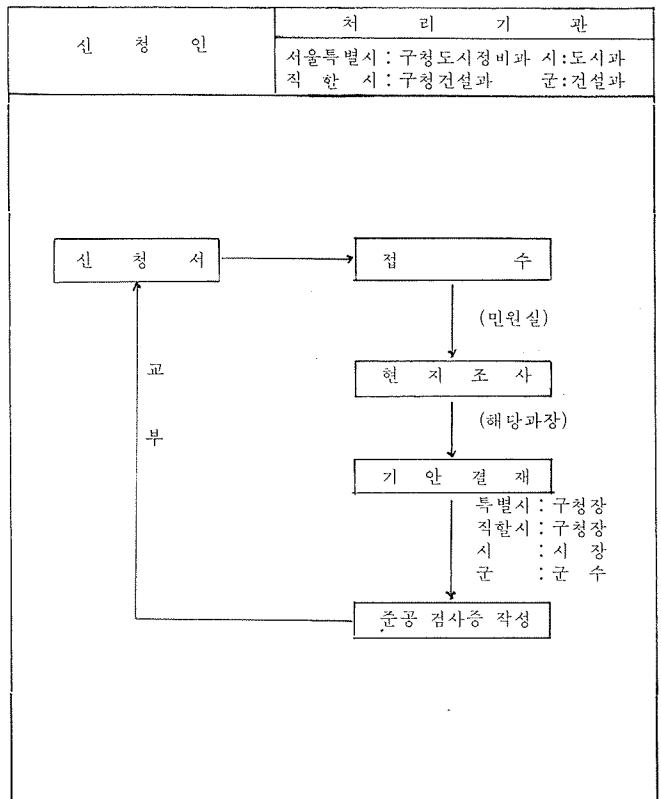 신 청 인
처 리 기 관
서울특별시 : 구청도시정비과 시:도시과
직 할 시 : 구청건설과 군:건설과
신 청 서
접 수
(민원실)
현 지 조 사
(해당과장)
기 안 결 재
특별시 : 구청장
직할시 : 구청장
시 : 시 장
군 : 군 수
준공 검사증 작성
교
부